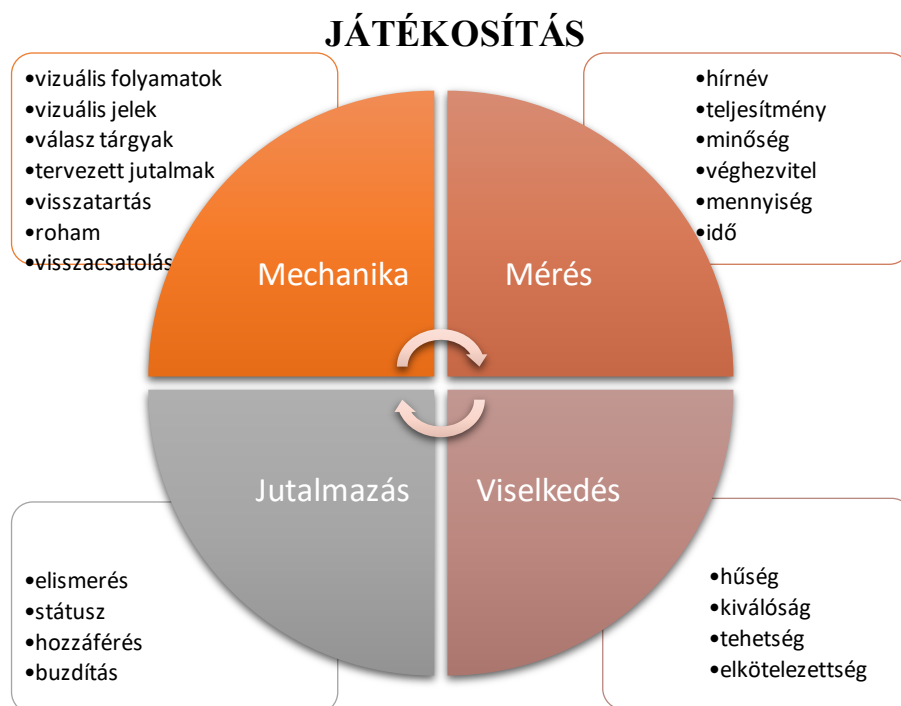 JÁTÉKOSÍTÁS
•vizuális folyamatok
•vizuális jelek
•válasz tárgyak
•tervezett jutalmak
•visszatartás
•roham
•visszacsatolás
•hírnév
•teljesítmény
•minőség
•véghezvitel
•mennyiség
•idő
Mechanika
Mérés
Jutalmazás
Viselkedés
•elismerés
•státusz
•hozzáférés
•buzdítás
•hűség
•kiválóság
•tehetség
•elkötelezettség